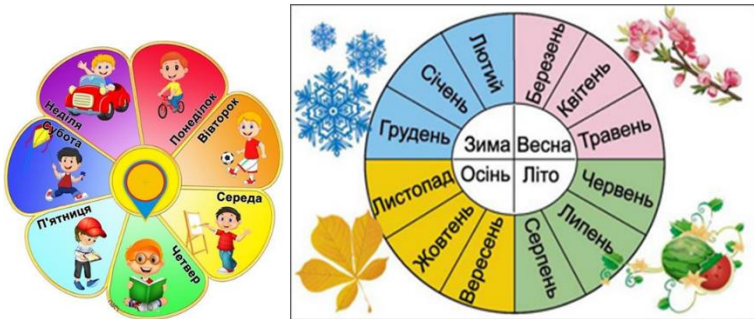 Понеділок
Вівторок
Середа
Четвер
П'ятниця
Субота
Неділя
Зима
Весна
Осінь
Літо
Грудень
Січень
Лютий
Березень
Квітень
Травень
Червень
Липень
Серпень
Вересень
Жовтень
Листопад